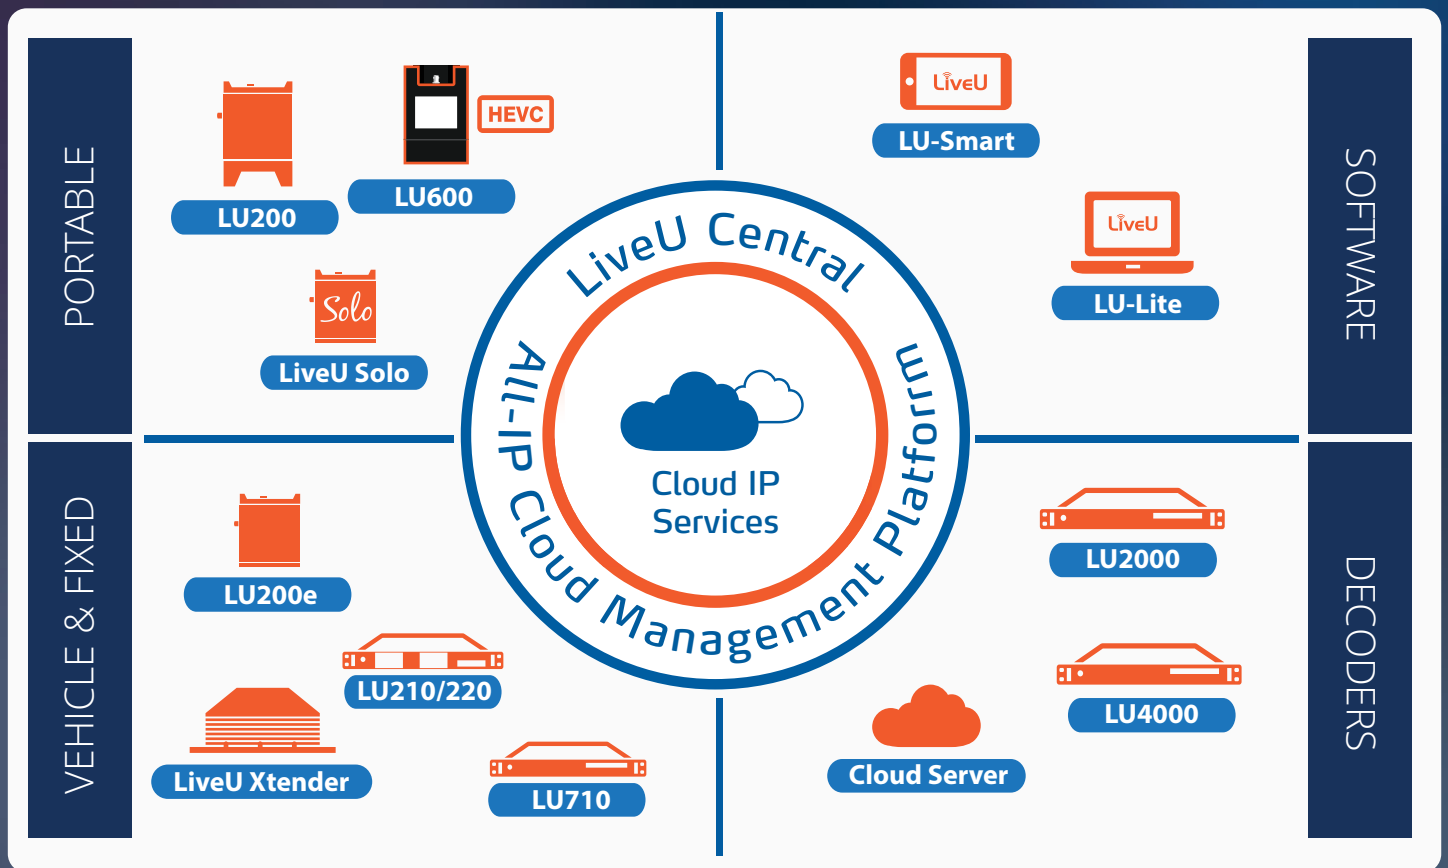 PORTABLE
LU200
LU600
HEVC
Solo
LiveU Solo
SOFTWARE
LiveU
LU-Smart
LiveU
LU-Lite
LiveU Central
All-IP Cloud Management Platform
Cloud IP
Services
VEHICLE & FIXED
LU200e
LU210/220
LiveU Xtender
LU710
DECODERS
LU2000
LU4000
Cloud Server